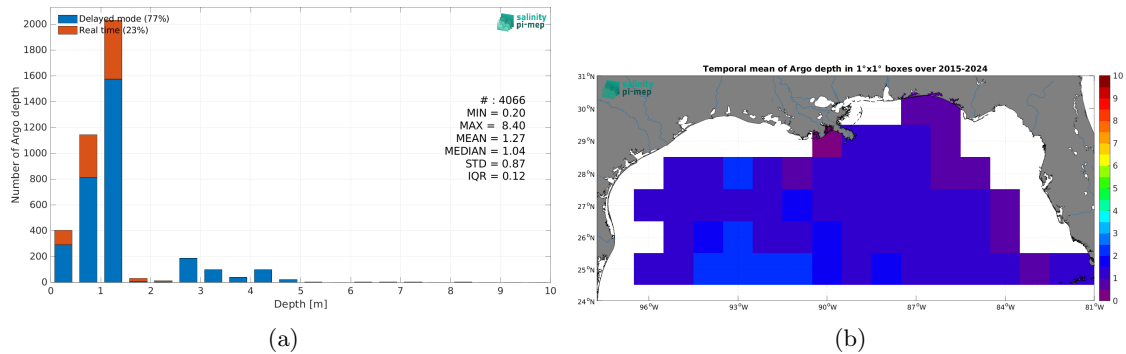 Delayed mode (77%)
Real time (23%)
salinity
pi-mep
# : 4066
MIN = 0.20
MAX = 8.40
MEAN = 1.27
MEDIAN = 1.04
STD = 0.87
IQR = 0.12
Number of Argo depth
2000
1800
1600
1400
1200
1000
800
600
400
200
0
0 1 2 3 4 5 6 7 8 9 10
Depth [m]
(a)
Temporal mean of Argo depth in 1°x1° boxes over 2015-2024
salinity
pi-mep
31°N
30°N
29°N
28°N
27°N
26°N
25°N
24°N
96°W 93°W 90°W 87°W 84°W 81°W
10
9
8
7
6
5
4
3
2
1
0
(b)